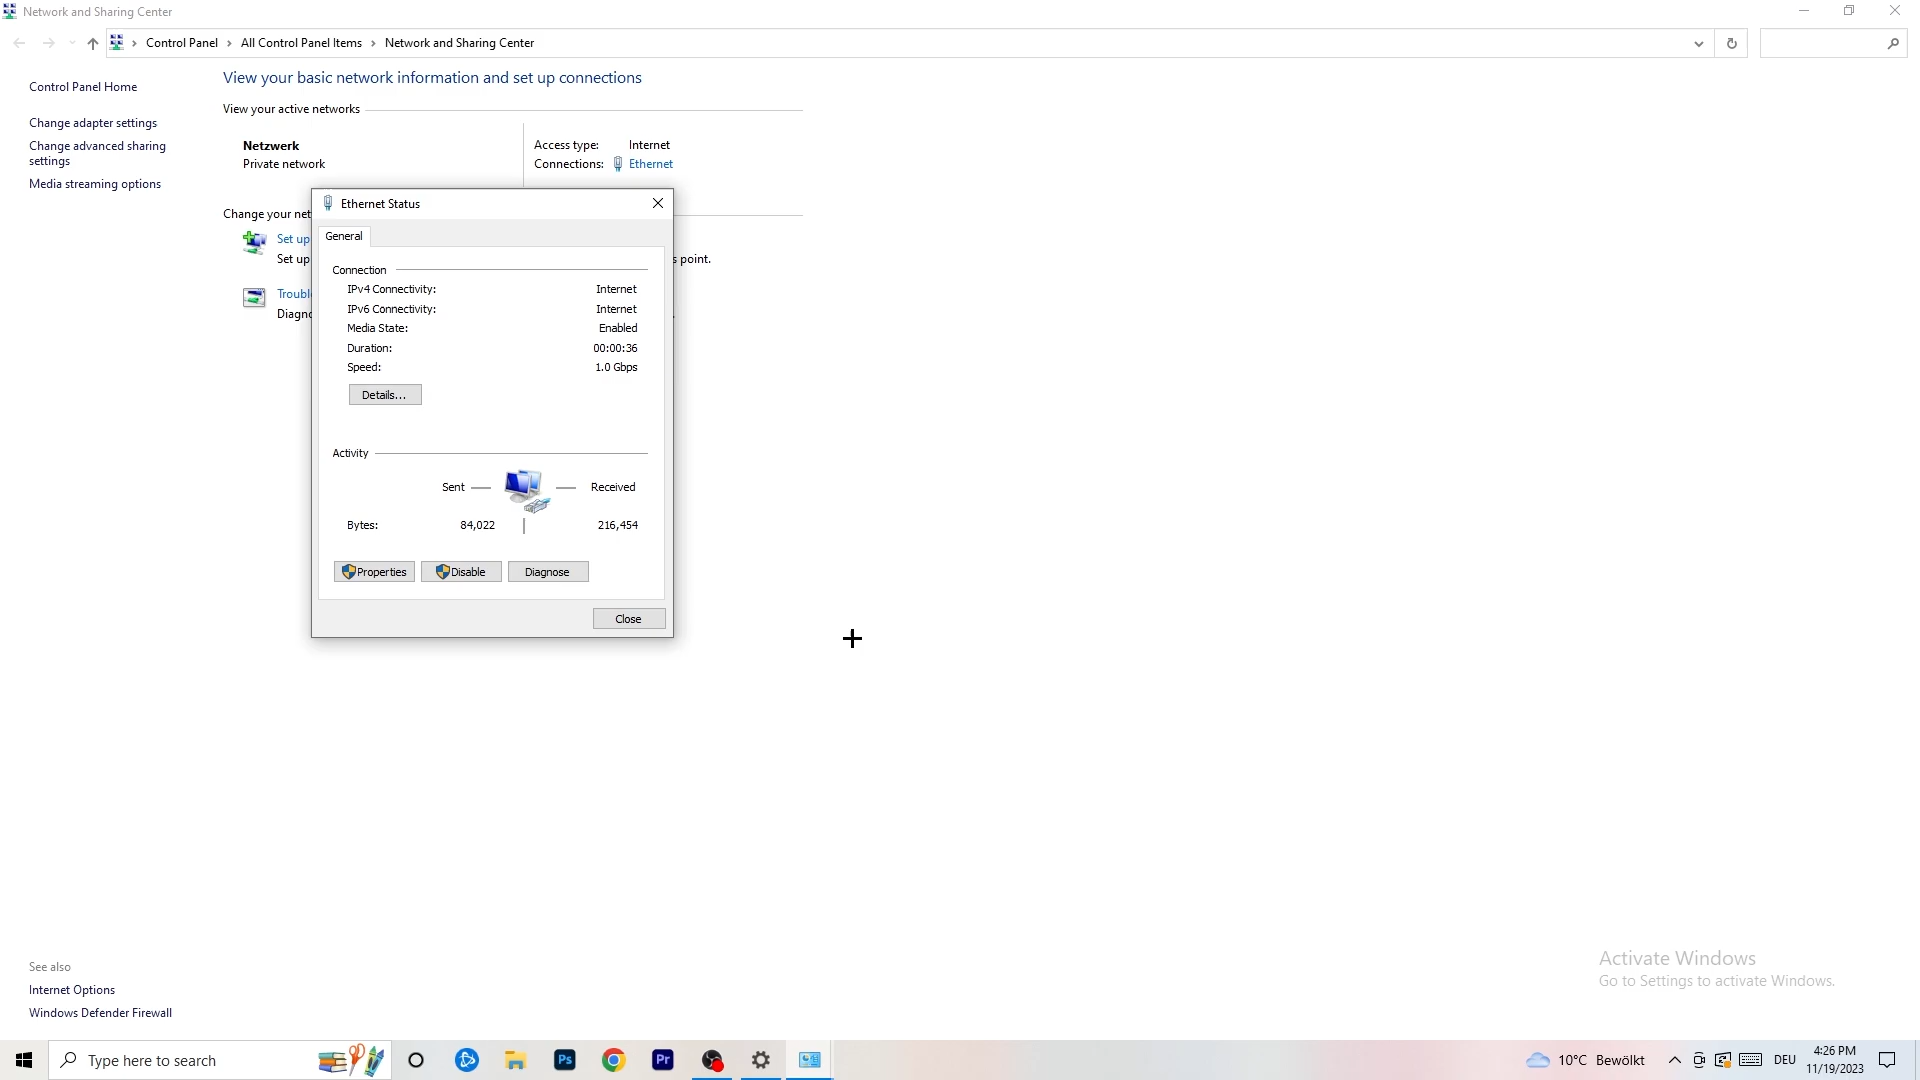 Network and Sharing Center
Control Panel > All Control Panel Items > Network and Sharing Center
Control Panel Home
Change adapter settings
Change advanced sharing
settings
Media streaming options
View your basic network information and set up connections
View your active networks
Netzwerk
Private network
Access type: Internet
Connections: Ethernet
Change your net
Set up
Set up
s point.
Troubl
Diagno
Ethernet Status
General
Connection
IPv4 Connectivity: Internet
IPv6 Connectivity: Internet
Media State: Enabled
Duration: 00:00:36
Speed: 1.0 Gbps
Details...
Activity
Sent — — Received
Bytes: 84,022 216,454
Properties Disable Diagnose
Close
Activate Windows
Go to Settings to activate Windows.
See also
Internet Options
Windows Defender Firewall
Type here to search
Ps
Pr
10°C Bewölkt
DEU
4:26 PM
11/19/2023